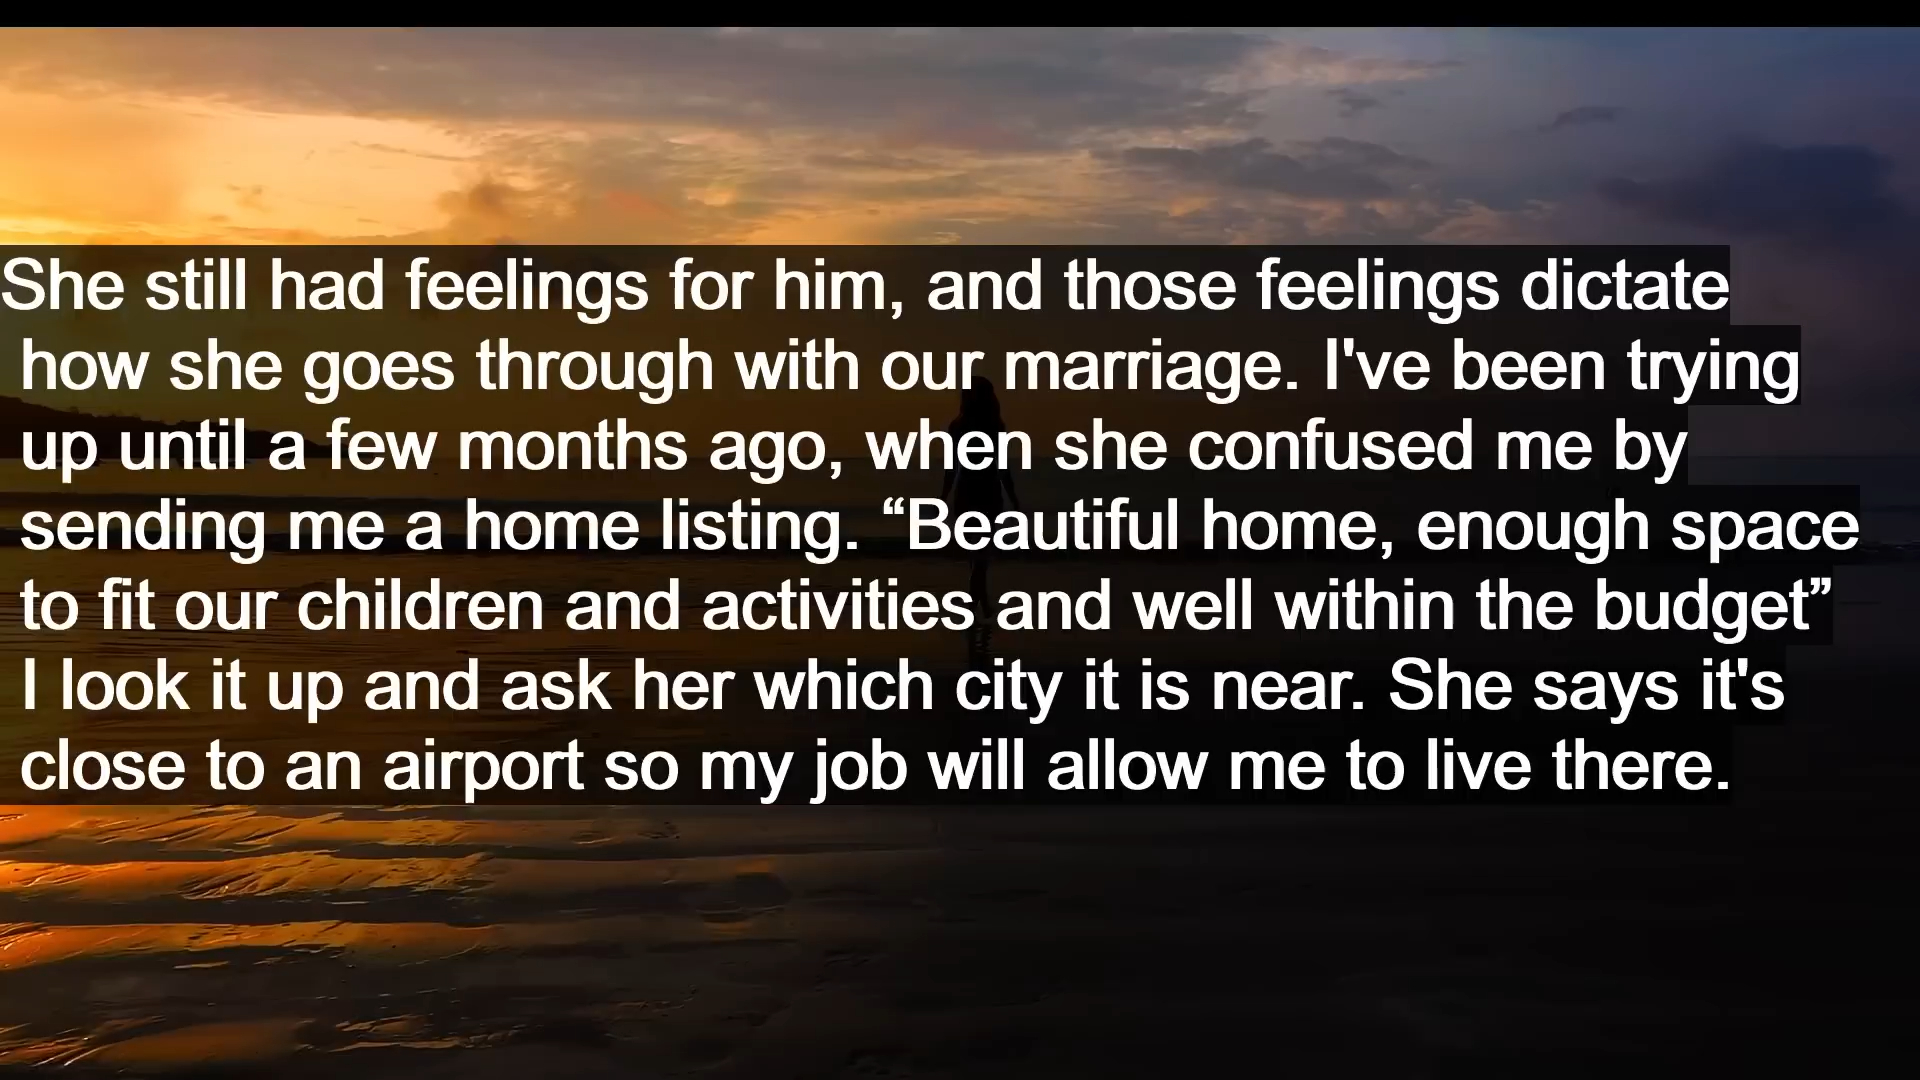 She still had feelings for him, and those feelings dictate
how she goes through with our marriage. I've been trying
up until a few months ago, when she confused me by
sending me a home listing. “Beautiful home, enough space
to fit our children and activities and well within the budget”
I look it up and ask her which city it is near. She says it's
close to an airport so my job will allow me to live there.